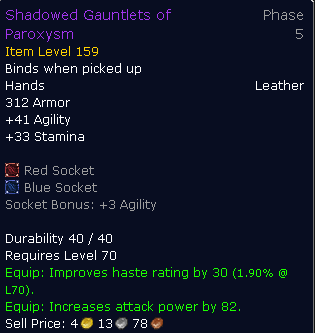 Shadowed Gauntlets of Phase
Paroxysm 5
Item Level 159
Binds when picked up
Hands Leather
312 Armor
+41 Agility
+33 Stamina
Red Socket
Blue Socket
Socket Bonus: +3 Agility
Durability 40 / 40
Requires Level 70
Equip: Improves haste rating by 30 (1.90% @
L70).
Equip: Increases attack power by 82.
Sell Price: 4 13 78